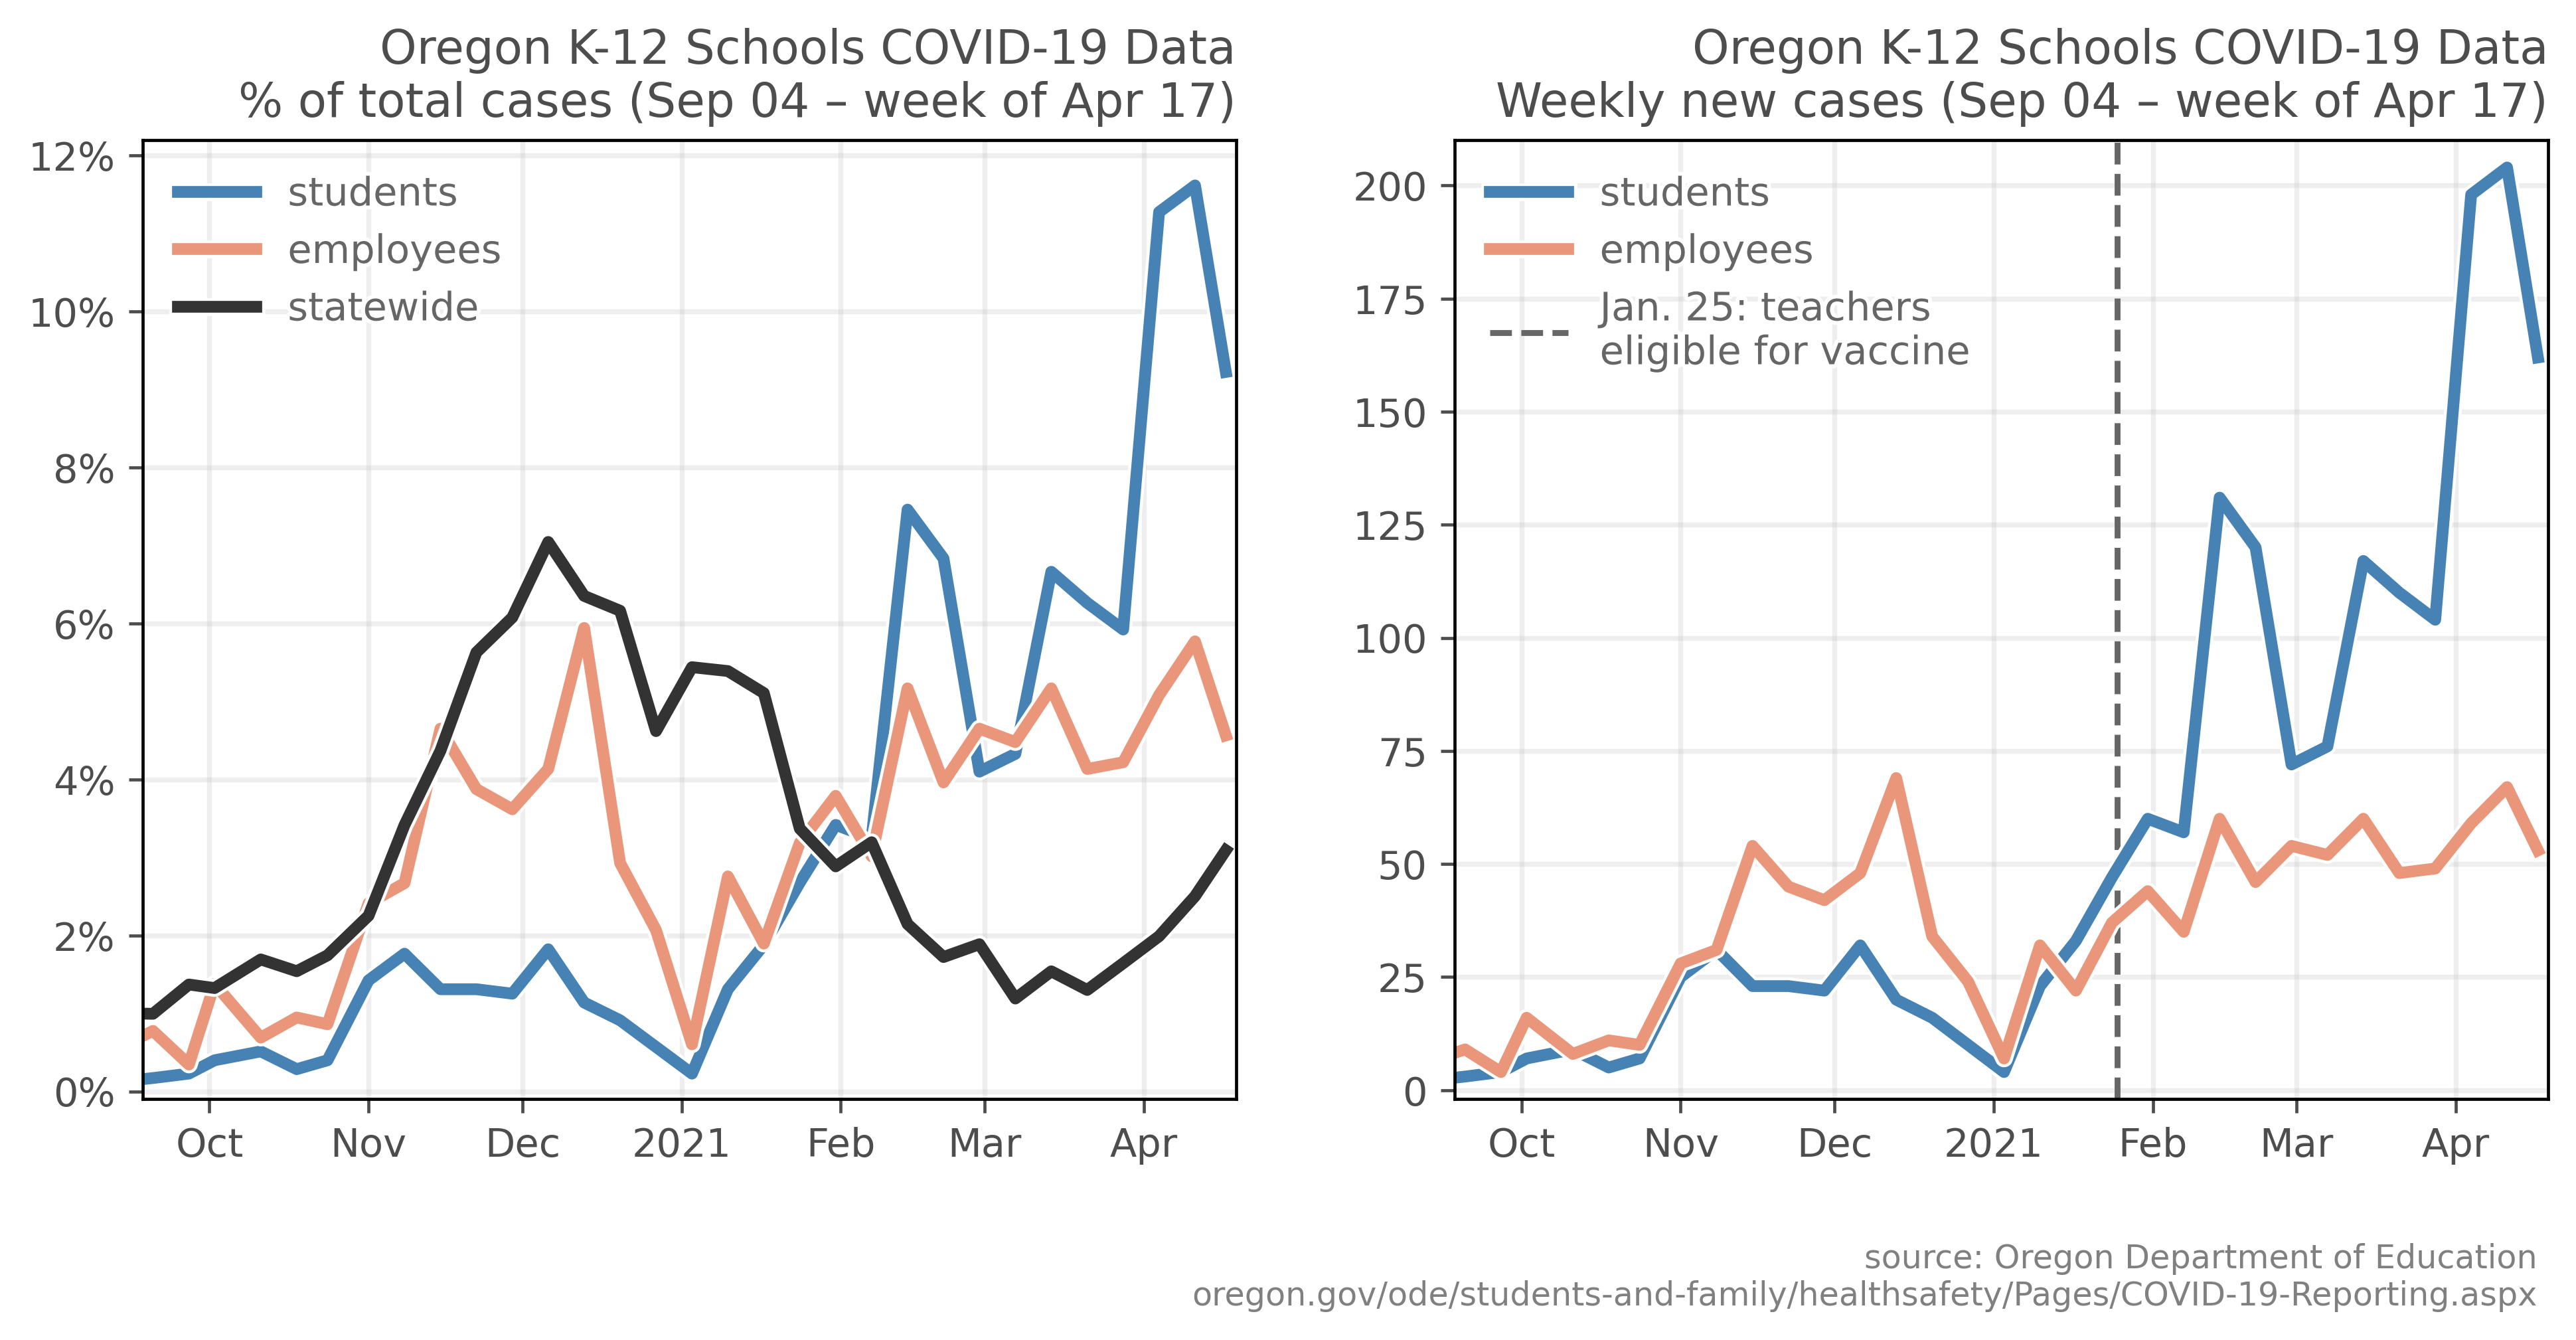 Oregon K-12 Schools COVID-19 Data
% of total cases (Sep 04 – week of Apr 17)
12%
10%
8%
6%
4%
2%
0%
students
employees
statewide
Oct Nov Dec 2021 Feb Mar Apr
Oregon K-12 Schools COVID-19 Data
Weekly new cases (Sep 04 – week of Apr 17)
200
175
150
125
100
75
50
25
0
students
employees
Jan. 25: teachers
eligible for vaccine
Oct Nov Dec 2021 Feb Mar Apr
source: Oregon Department of Education
oregon.gov/ode/students-and-family/healthsafety/Pages/COVID-19-Reporting.aspx